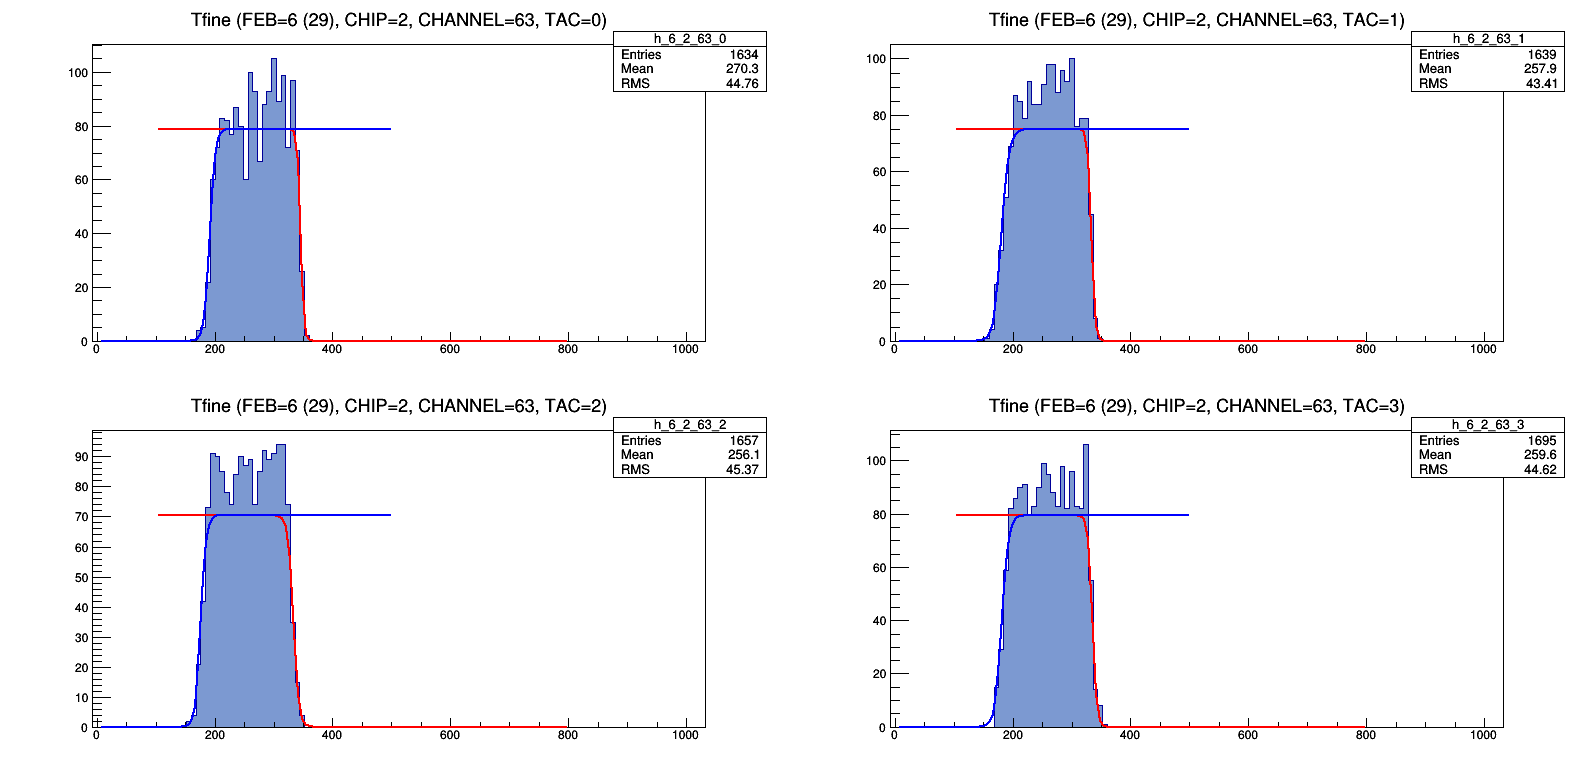 Tfine (FEB=6 (29), CHIP=2, CHANNEL=63, TAC=0)
h_6_2_63_0
Entries 1634
Mean 270.3
RMS 44.76
100
80
60
40
20
0
0 200 400 600 800 1000
Tfine (FEB=6 (29), CHIP=2, CHANNEL=63, TAC=1)
h_6_2_63_1
Entries 1639
Mean 257.9
RMS 43.41
100
80
60
40
20
0
0 200 400 600 800 1000
Tfine (FEB=6 (29), CHIP=2, CHANNEL=63, TAC=2)
h_6_2_63_2
Entries 1657
Mean 256.1
RMS 45.37
90
80
70
60
50
40
30
20
10
0
0 200 400 600 800 1000
Tfine (FEB=6 (29), CHIP=2, CHANNEL=63, TAC=3)
h_6_2_63_3
Entries 1695
Mean 259.6
RMS 44.62
100
80
60
40
20
0
0 200 400 600 800 1000